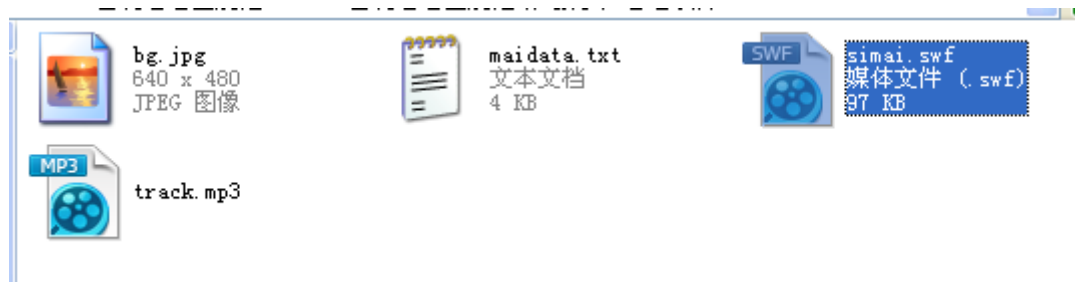 bg.jpg
640 x 480
JPEG 图像
maidata.txt
文本文档
4 KB
SWF
simai.swf
媒体文件 (.swf)
97 KB
MP3
track.mp3